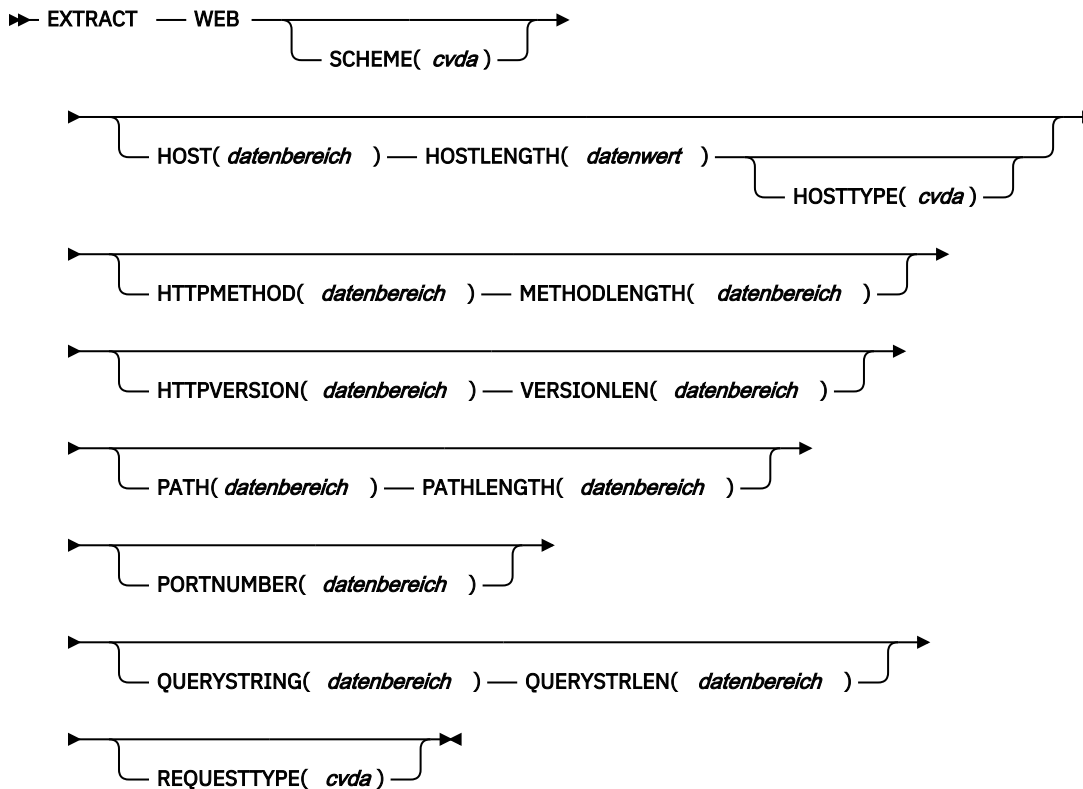 EXTRACT WEB
SCHEME( cvda )
HOST( datenbereich ) HOSTLENGTH( datenwert )
HOSTTYPE( cvda )
HTTPMETHOD( datenbereich ) METHODLENGTH( datenbereich )
HTTPVERSION( datenbereich ) VERSIONLEN( datenbereich )
PATH( datenbereich ) PATHLENGTH( datenbereich )
PORTNUMBER( datenbereich )
QUERYSTRING( datenbereich ) QUERYSTRLEN( datenbereich )
REQUESTTYPE( cvda )